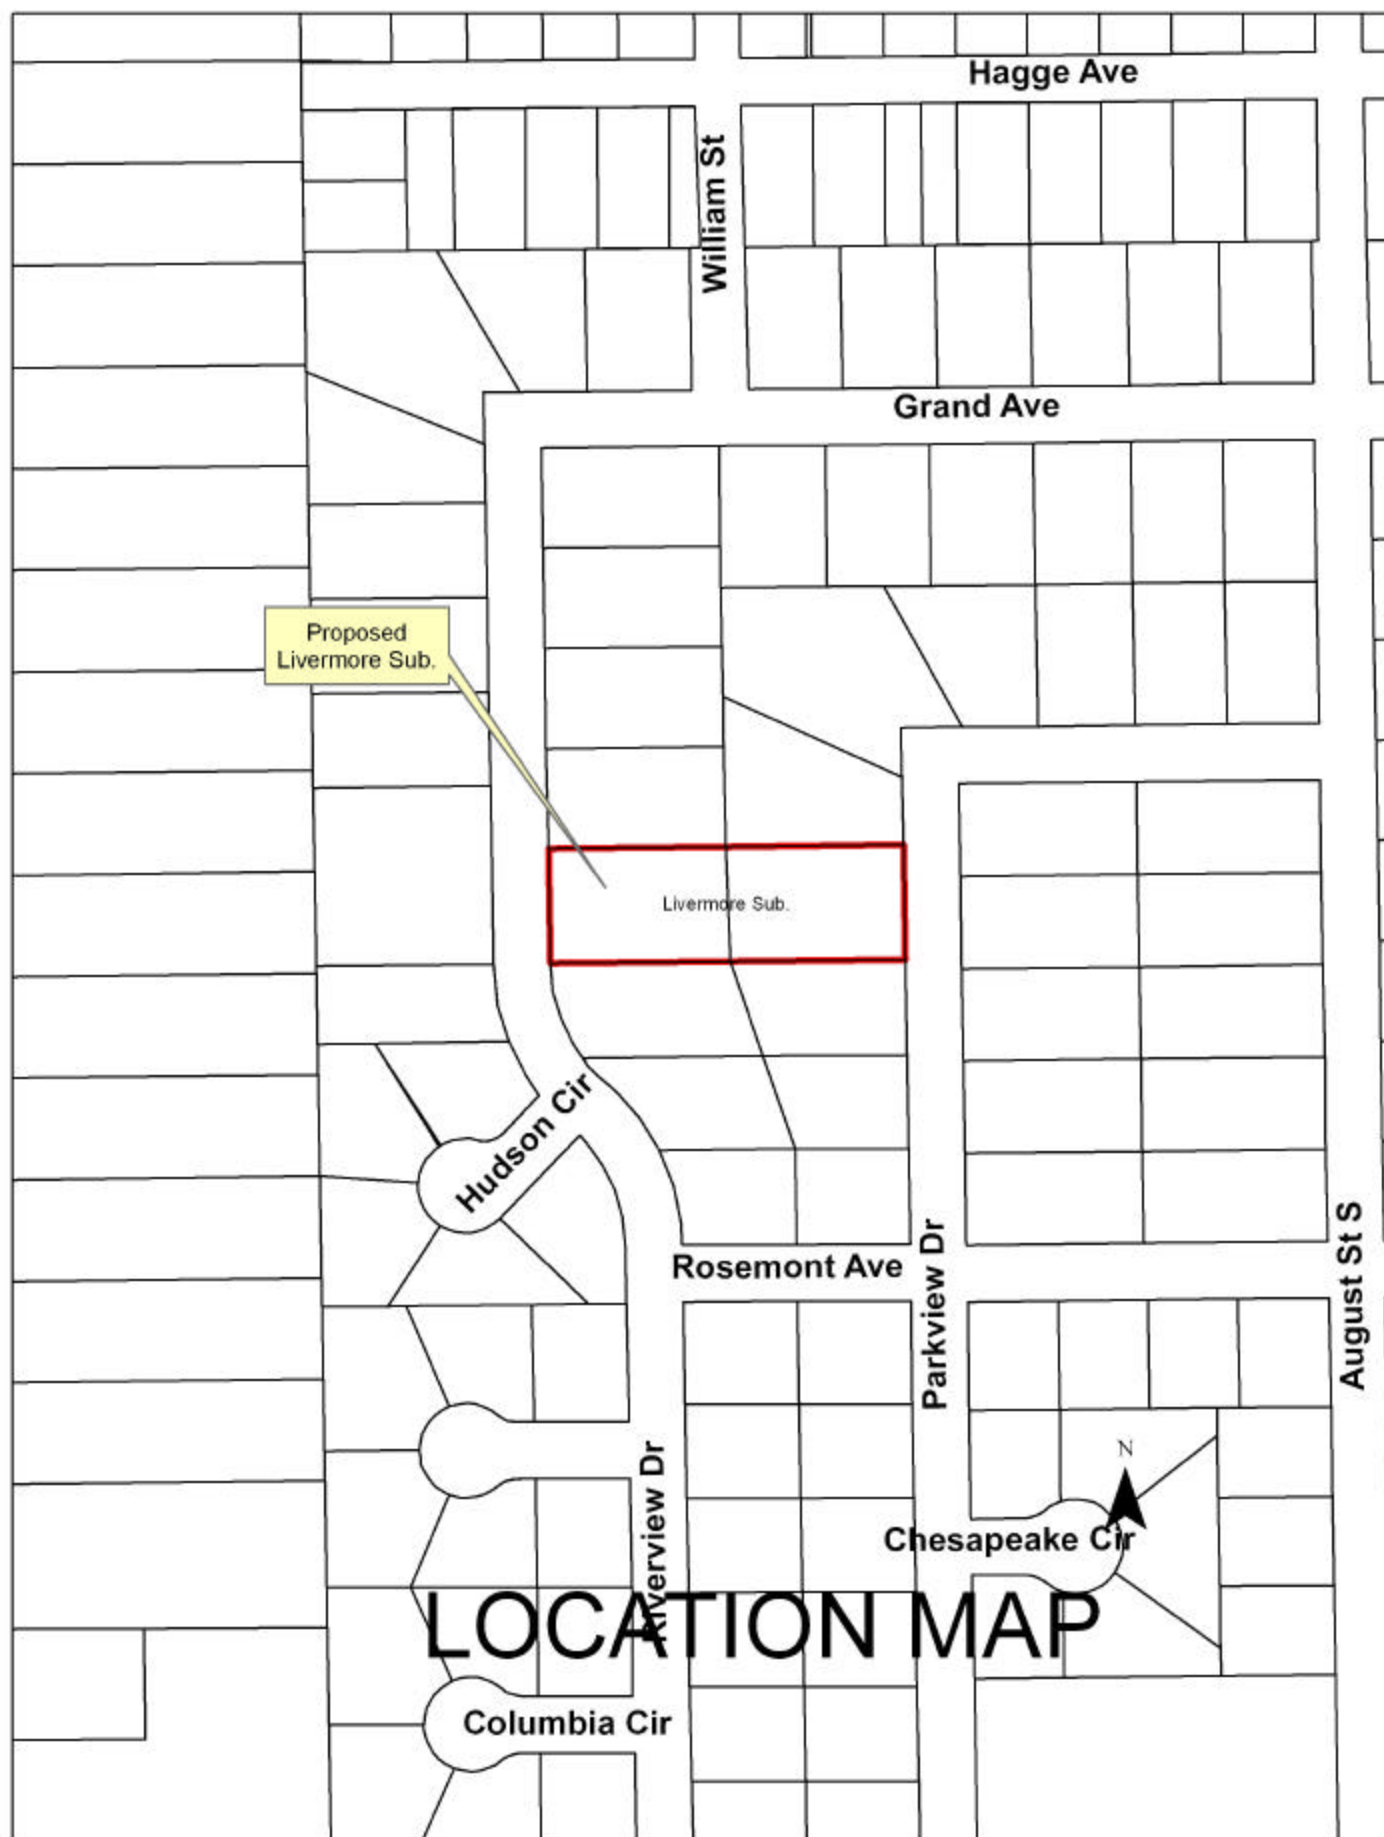 Hagge Ave
William St
Grand Ave
Proposed
Livermore Sub.
Livermore Sub.
Hudson Cir
Rosemont Ave
Parkview Dr
August St S
N
Riverview Dr
Chesapeake Cir
LOCATION MAP
Columbia Cir